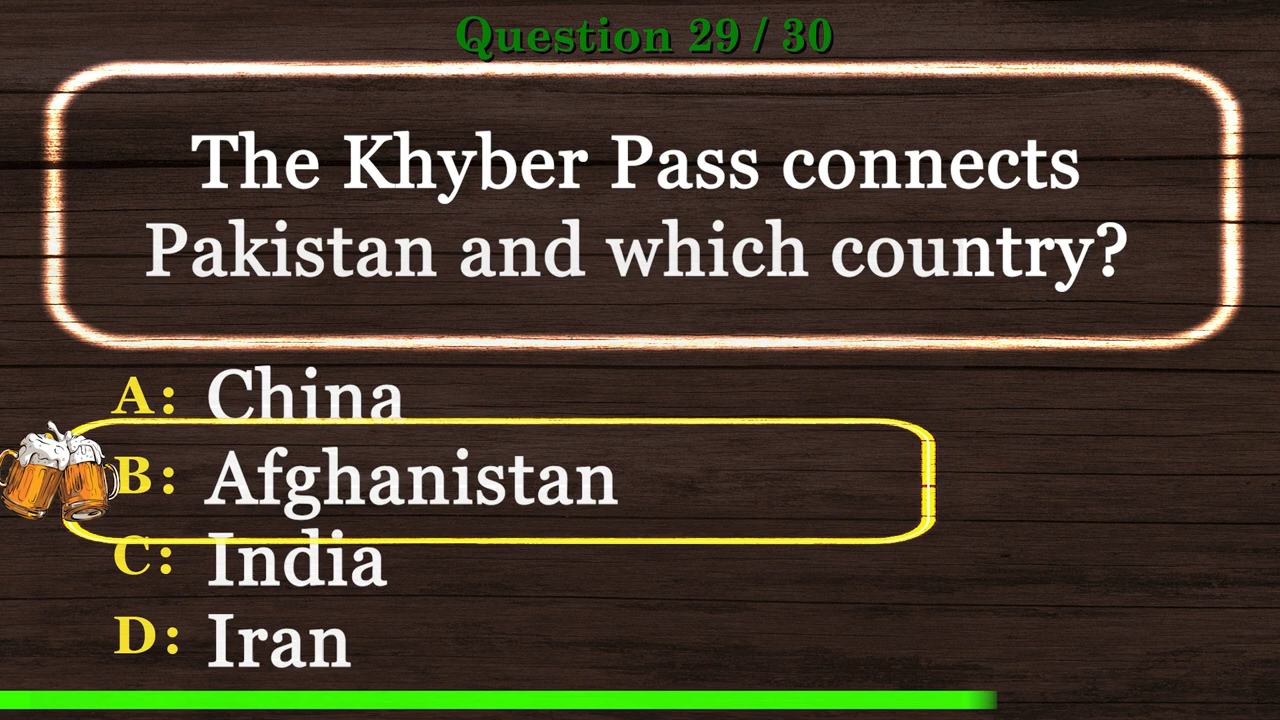 Question 29 / 30
The Khyber Pass connects
Pakistan and which country?
A: China
B: Afghanistan
C: India
D: Iran